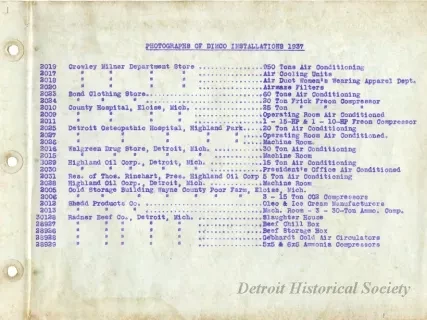 PHOTOGRAPHS OF DIMCO INSTALLATIONS 1937
2019 Crowley Milner Department Store ............... 250 Tons Air Conditioning
2017 " " " " ............... Air Cooling Units
2018 " " " " ............... Air Duct Women's Wearing Apparel Dept.
2020 " " " " ............... Airmaze Filters
2023 Bond Clothing Store............................ 60 Tons Air Conditioning
2024 " " " ............................ 20 Ton Frick Freon Compressor
2010 County Hospital, Eloise, Mich. ............... 25 Ton " " "
2009 " " " " ............... Operating Room Air Conditioned
2011 " " " " ............... 1 - 15-HP & 1 - 10-HP Freon Compressor
2025 Detroit Osteopathic Hospital, Highland Park.... 20 Ton Air Conditioning
2027 " " " " " .... Operating Room Air Conditioned.
2026 " " " " " .... Machine Room.
2016 Walgreen Drug Store, Detroit, Mich. ........... 30 Ton Air Conditioning
2015 " " " " " ........... Machine Room
2029 Highland Oil Corp., Detroit, Mich. ............ 15 Ton Air Conditioning
2030 " " " " " ............ President's Office Air Conditioned
2031 Res. of Thos. Rinehart, Pres. Highland Oil Corp 5 Ton Air Conditioning
2028 Highland Oil Corp., Detroit, Mich. ............ Machine Room
2005 Cold Storage Building Wayne County Poor Farm, Eloise, Mich.
2006 " " " " " " " 3 - 15 Ton CO2 Compressors
2012 Shedd Products Co. ............................ Oleo & Ice Cream Manufacturers
2013 " " " ............................ Mach. Room - 3 - 30-Ton Ammo. Comp.
30128 Radner Beef Co., Detroit, Mich. ............... Slaughter House
28927 " " " " " ............... Beef Chill Box
28926 " " " " " ............... Beef Storage Box
28928 " " " " " ............... Gebhardt Cold Air Circulators
28929 " " " " " ............... 5x5 & 6x6 Ammonia Compressors
Detroit Historical Society